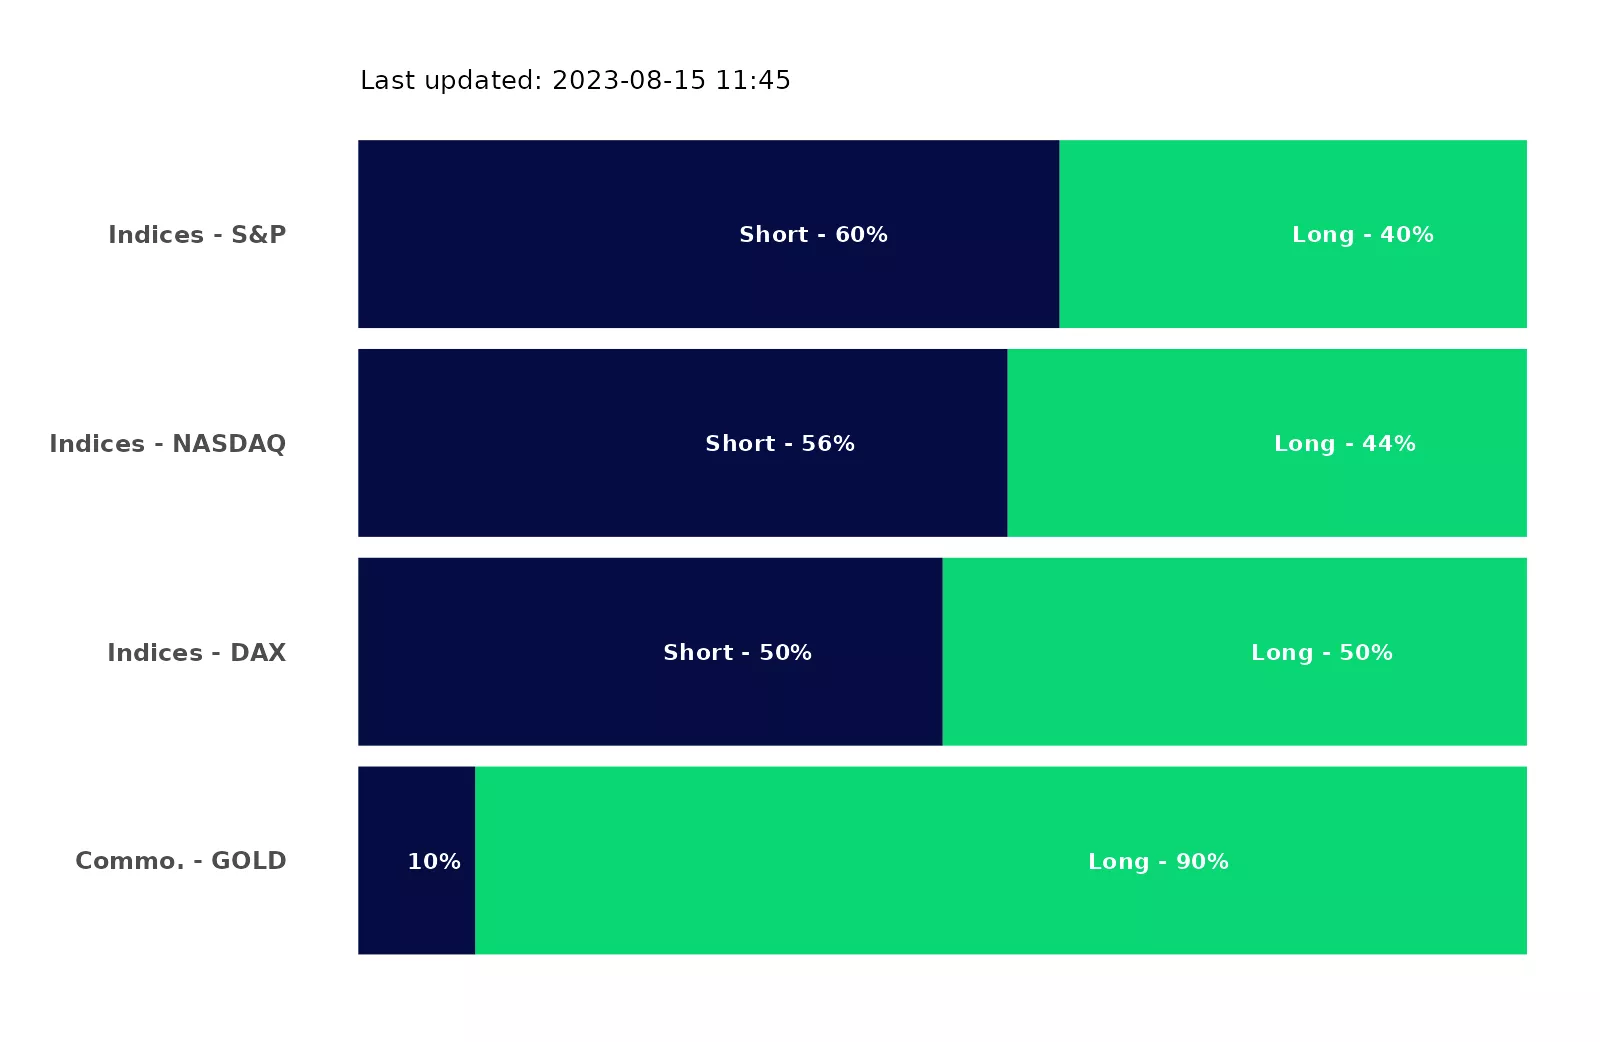 Last updated: 2023-08-15 11:45
Indices - S&P
Short - 60%
Long - 40%
Indices - NASDAQ
Short - 56%
Long - 44%
Indices - DAX
Short - 50%
Long - 50%
Commo. - GOLD
10%
Long - 90%